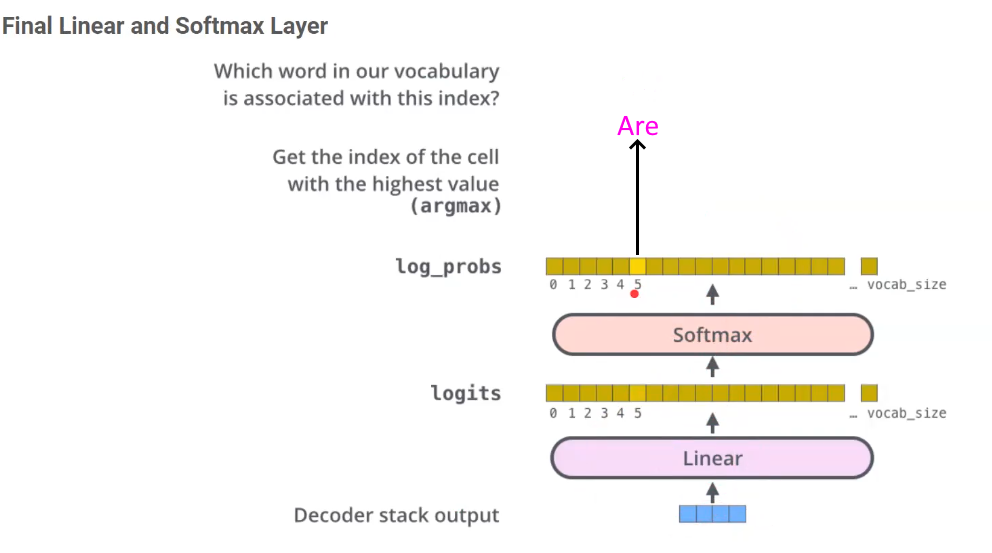 Final Linear and Softmax Layer
Which word in our vocabulary
is associated with this index?
Are
Get the index of the cell
with the highest value
(argmax)
log_probs
0 1 2 3 4 5 … vocab_size
Softmax
logits
0 1 2 3 4 5 … vocab_size
Linear
Decoder stack output